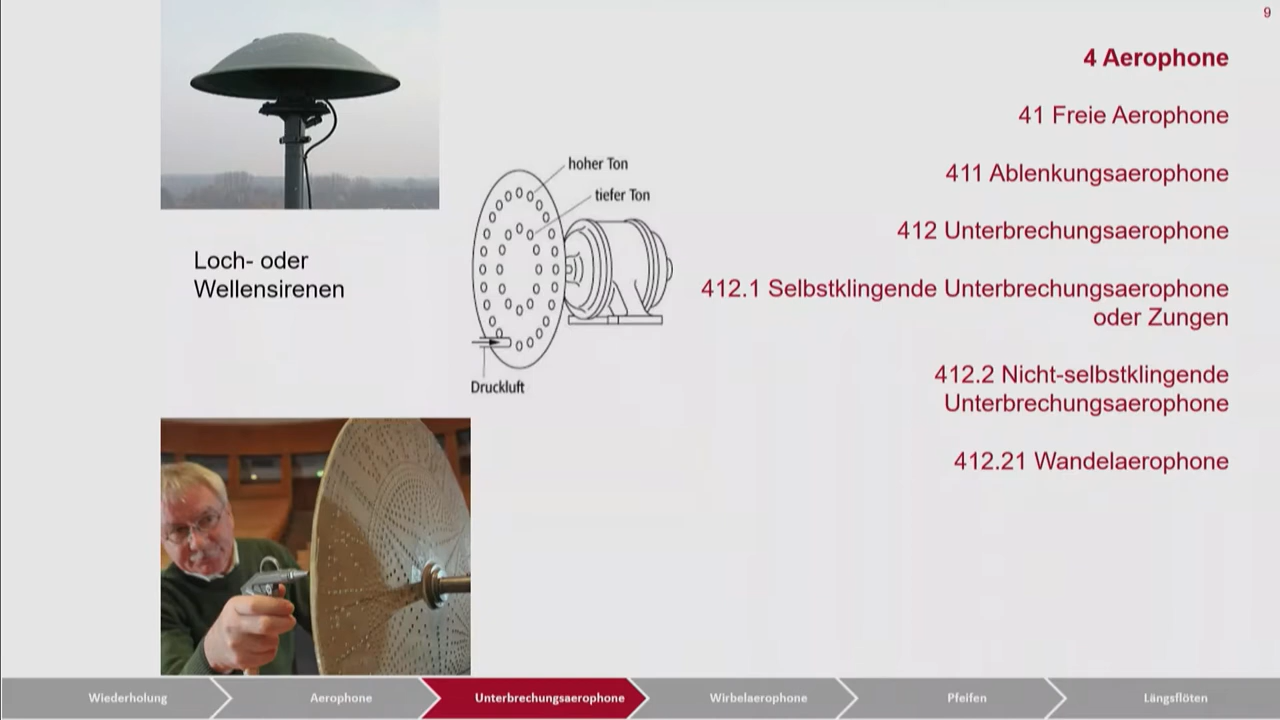 9
4 Aerophone
41 Freie Aerophone
411 Ablenkungsaerophone
412 Unterbrechungsaerophone
412.1 Selbstklingende Unterbrechungsaerophone
oder Zungen
412.2 Nicht-selbstklingende
Unterbrechungsaerophone
412.21 Wandelaerophone
Loch- oder
Wellensirenen
hoher Ton
tiefer Ton
Druckluft
Wiederholung
Aerophone
Unterbrechungsaerophone
Wirbelaerophone
Pfeifen
Längsflöten